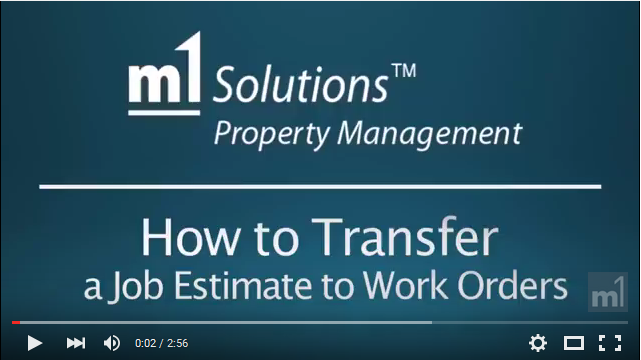 m1 Solutions™
Property Management
How to Transfer
a Job Estimate to Work Orders
m1
0:02 / 2:56